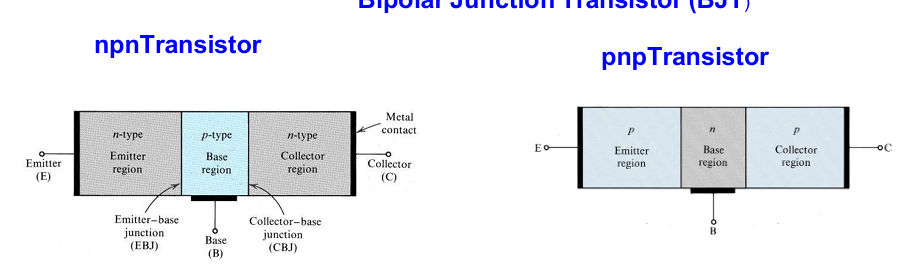 Bipolar Junction Transistor (BJT)
npnTransistor
pnpTransistor
n-type
Emitter
region
p-type
Base
region
n-type
Collector
region
Metal
contact
Emitter
(E)
Collector
(C)
Emitter–base
junction
(EBJ)
Base
(B)
Collector–base
junction
(CBJ)
E
p
Emitter
region
n
Base
region
p
Collector
region
C
B